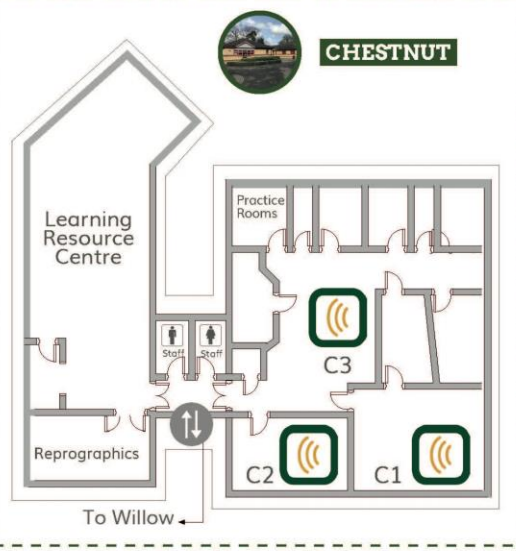 CHESTNUT
Practice
Rooms
Learning
Resource
Centre
Staff
Staff
C3
Reprographics
C2
C1
To Willow